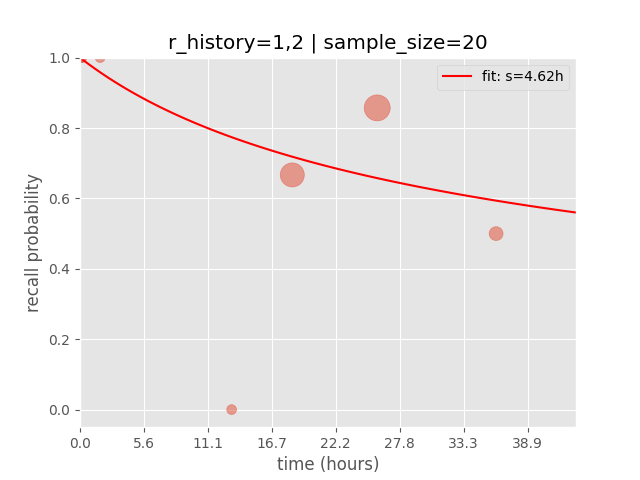 r_history=1,2 | sample_size=20
fit: s=4.62h
recall probability
1.0
0.8
0.6
0.4
0.2
0.0
0.0 5.6 11.1 16.7 22.2 27.8 33.3 38.9
time (hours)